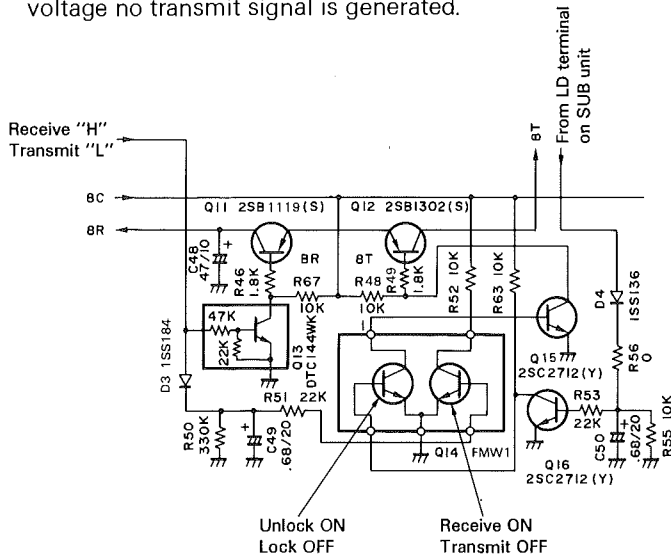 voltage no transmit signal is generated.
8T
From LD terminal
on SUB unit
Receive "H"
Transmit "L"
8C
8R
Q11 2SB1119(S)
Q12 2SB1302(S)
C48
47/10
+
R46
1.8K
8R
R67
10K
8T
R48
10K
R49
1.8K
R52 10K
R63 10K
D4
1SS136
47K
22K
Q13
DTC144WK
D3 1SS184
1
Q15
2SC2712(Y)
R56
0
R51 22K
R53
22K
R50
330K
+
C49
.68/20
Q14 FMW1
Q16
2SC2712(Y)
C50
+
.68/20
R55 10K
Unlock ON
Lock OFF
Receive ON
Transmit OFF